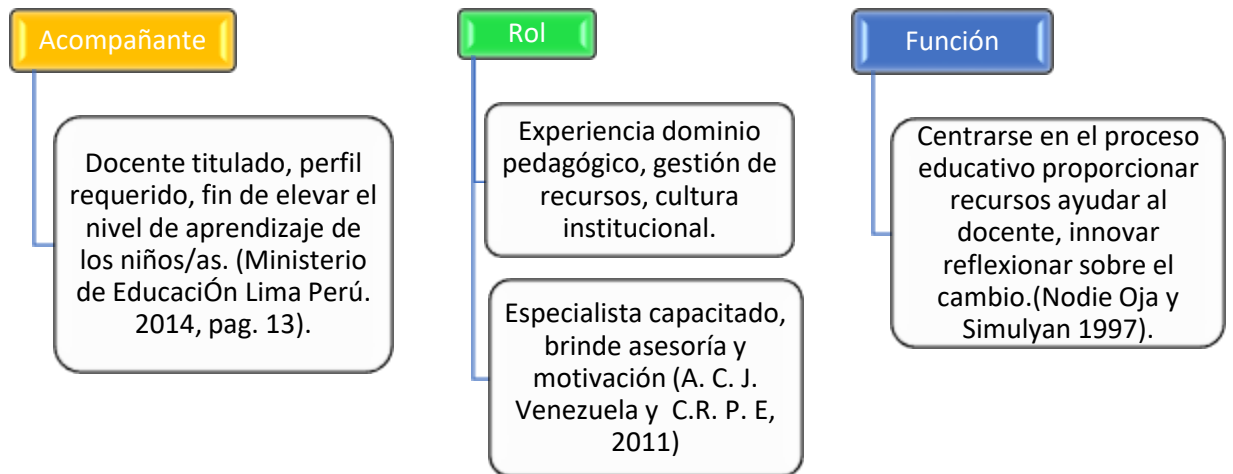 Acompañante
Docente titulado, perfil
requerido, fin de elevar el
nivel de aprendizaje de
los niños/as. (Ministerio
de EducaciÓn Lima Perú.
2014, pag. 13).
Rol
Experiencia dominio
pedagógico, gestión de
recursos, cultura
institucional.
Especialista capacitado,
brinde asesoría y
motivación (A. C. J.
Venezuela y  C.R. P. E,
2011)
Función
Centrarse en el proceso
educativo proporcionar
recursos ayudar al
docente, innovar
reflexionar sobre el
cambio.(Nodie Oja y
Simulyan 1997).